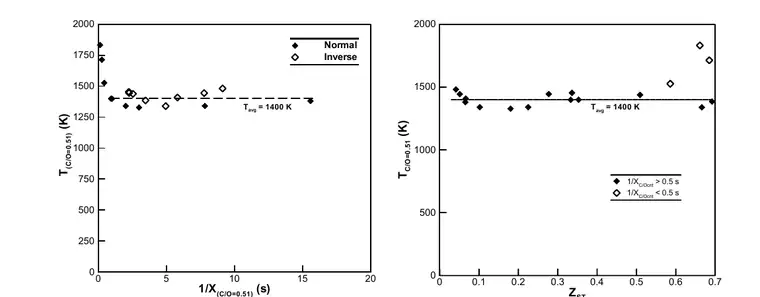 2000
1750
1500
1250
1000
750
500
250
0
T(C/O=0.51) (K)
Normal
Inverse
Tavg = 1400 K
0 5 10 15 20
1/X(C/O=0.51) (s)
2000
1500
1000
500
0
TC/O=0.51 (K)
Tavg = 1400 K
1/XC/Ocrit > 0.5 s
1/XC/Ocrit < 0.5 s
0 0.1 0.2 0.3 0.4 0.5 0.6 0.7
ZST